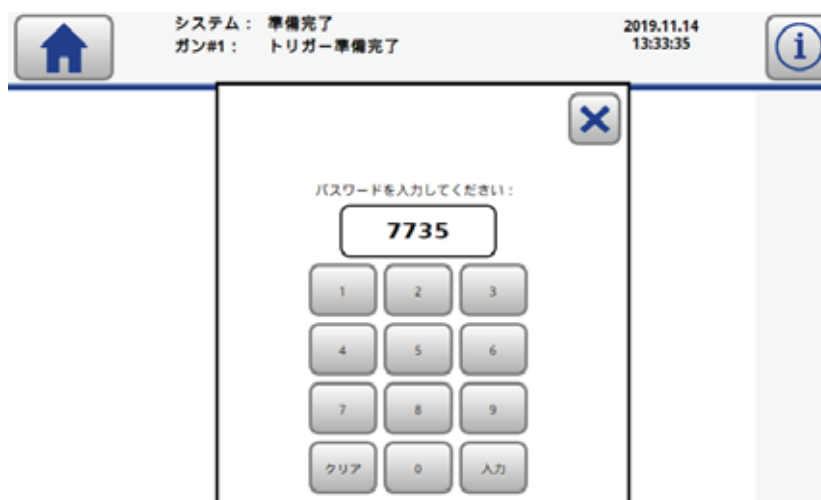 システム： 準備完了
ガン#1： トリガー準備完了
2019.11.14
13:33:35
i
パスワードを入力してください：
7735
1 2 3
4 5 6
7 8 9
クリア 0 入力